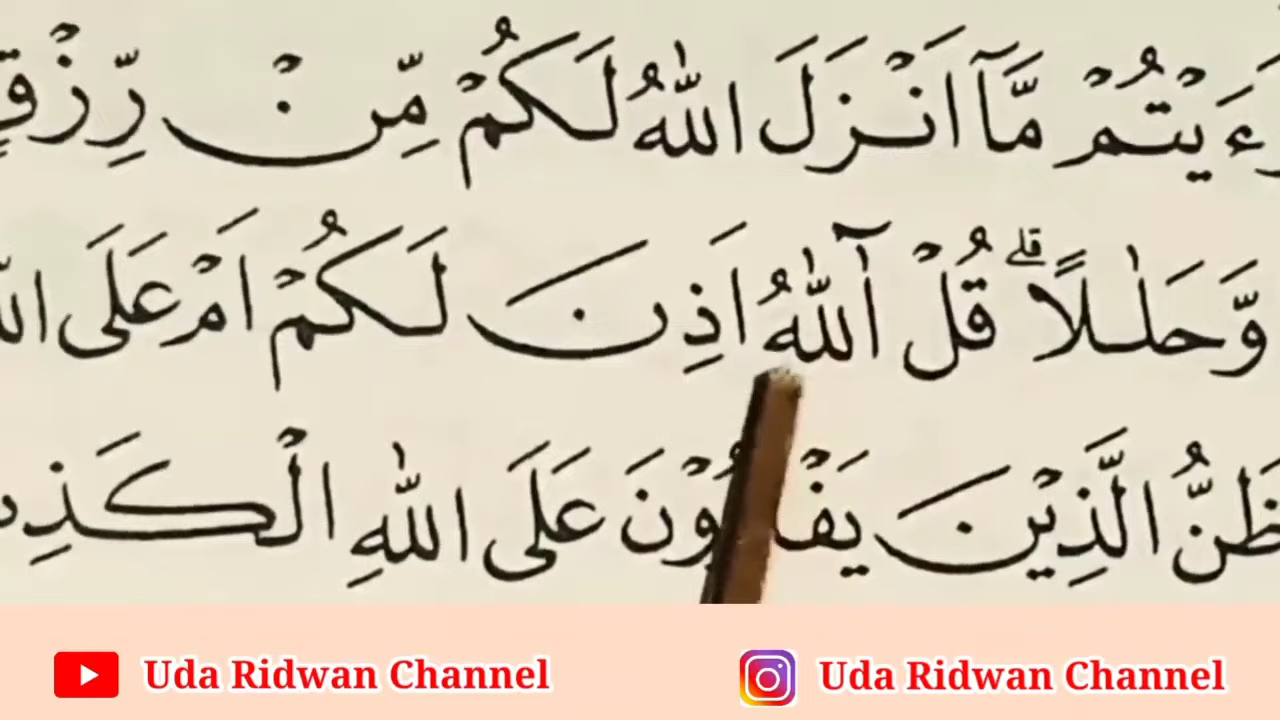 ءَيْتُمْ مَّآ اَنْزَلَ اللّٰهُ لَكُمْ مِّنْ رِّزْقٍ
وَّحَلٰلًا ۗ قُلْ آٰللّٰهُ اَذِنَ لَكُمْ اَمْ عَلَى
ظَنُّ الَّذِيْنَ عَلَى اللّٰهِ الْكَذِ
Uda Ridwan Channel
Uda Ridwan Channel